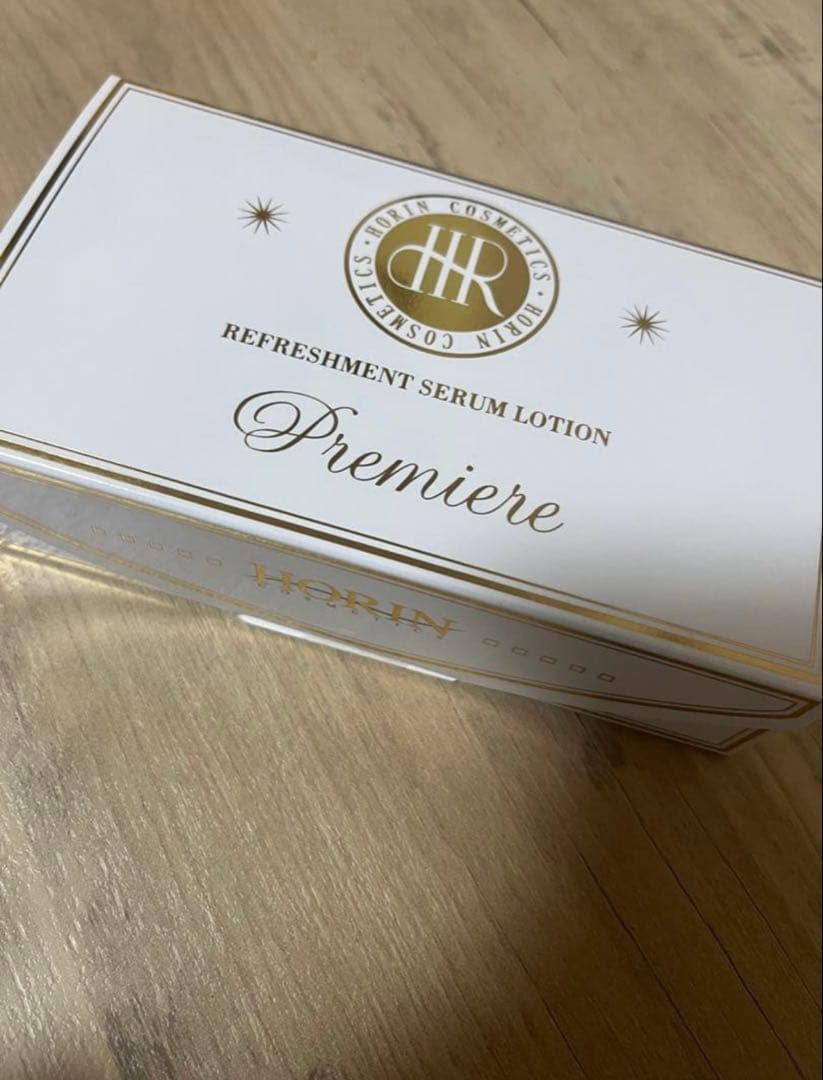 HORIN COSMETICS · HORIN COSMETICS ·
HR
REFRESHMENT SERUM LOTION
Premiere
HORIN